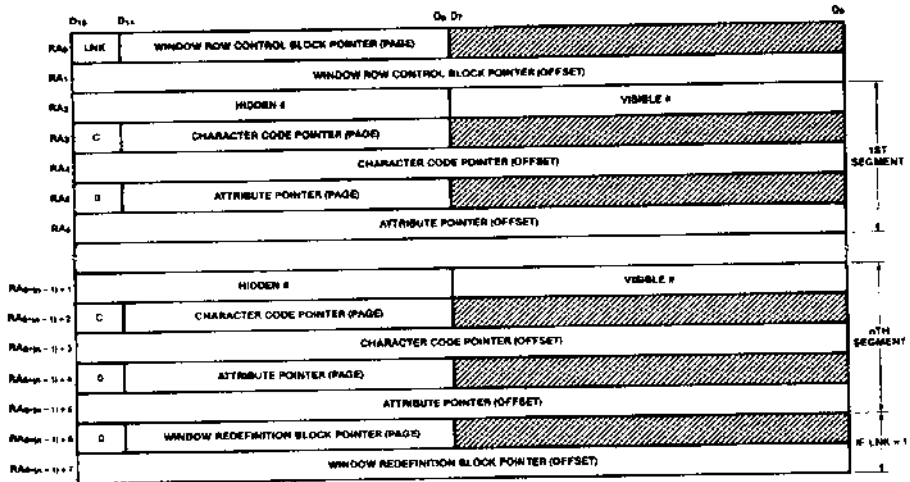 D15 D14 D8 D7 D0
RA0 LNK WINDOW ROW CONTROL BLOCK POINTER (PAGE)
RA1 WINDOW ROW CONTROL BLOCK POINTER (OFFSET)
RA2 HIDDEN # VISIBLE #
RA3 C CHARACTER CODE POINTER (PAGE)
RA4 CHARACTER CODE POINTER (OFFSET)
RA5 0 ATTRIBUTE POINTER (PAGE)
RA6 ATTRIBUTE POINTER (OFFSET)
1ST
SEGMENT
HIDDEN # VISIBLE #
C CHARACTER CODE POINTER (PAGE)
CHARACTER CODE POINTER (OFFSET)
0 ATTRIBUTE POINTER (PAGE)
ATTRIBUTE POINTER (OFFSET)
nTH
SEGMENT
0 WINDOW REDEFINITION BLOCK POINTER (PAGE)
IF LNK = 1
WINDOW REDEFINITION BLOCK POINTER (OFFSET)